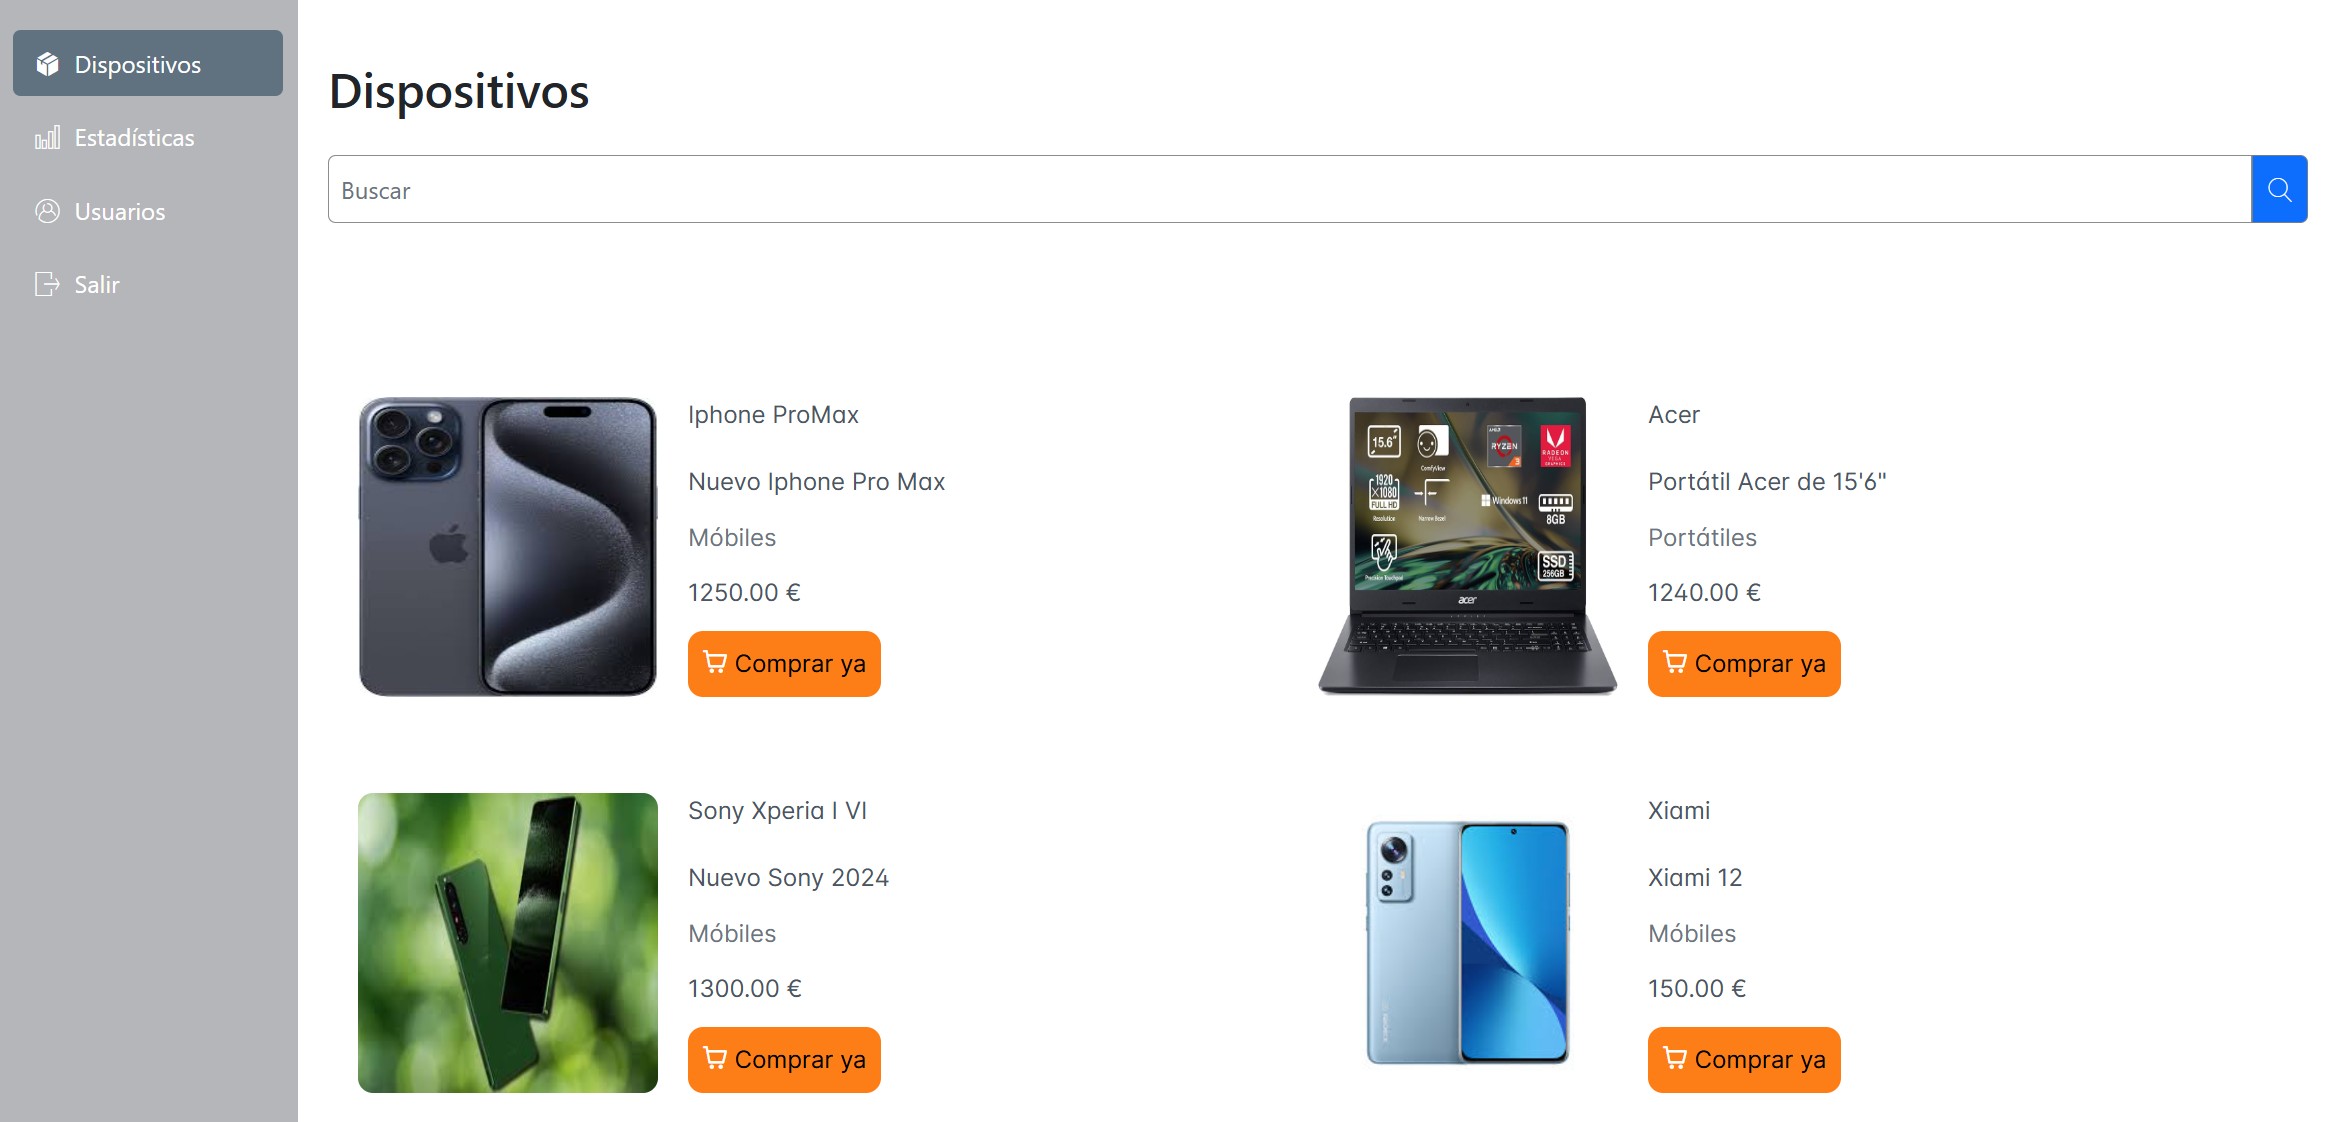 Dispositivos
Estadísticas
Usuarios
Salir
Dispositivos
Buscar
Iphone ProMax
Nuevo Iphone Pro Max
Móbiles
1250.00 €
Comprar ya
15.6"
ComfyView
AMD
RYZEN
3
RADEON
VEGA
GRAPHICS
1920
X1080
FULL HD
Resolution
Narrow Bezel
Windows 11
8GB
Precision Touchpad
SSD
256GB
acer
Acer
Portátil Acer de 15'6"
Portátiles
1240.00 €
Comprar ya
Sony Xperia I VI
Nuevo Sony 2024
Móbiles
1300.00 €
Comprar ya
Xiami
Xiami 12
Móbiles
150.00 €
Comprar ya